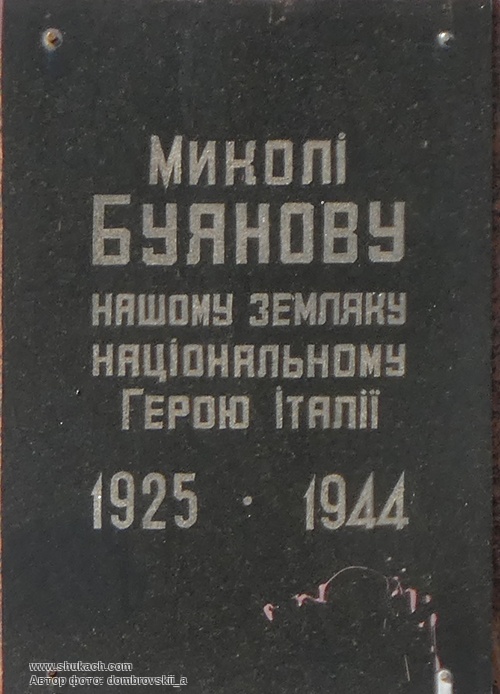 Миколі
Буянову
нашому земляку
національному
Герою Італії
1925 · 1944
www.shukach.com
Автор фото: dombrovskii_a